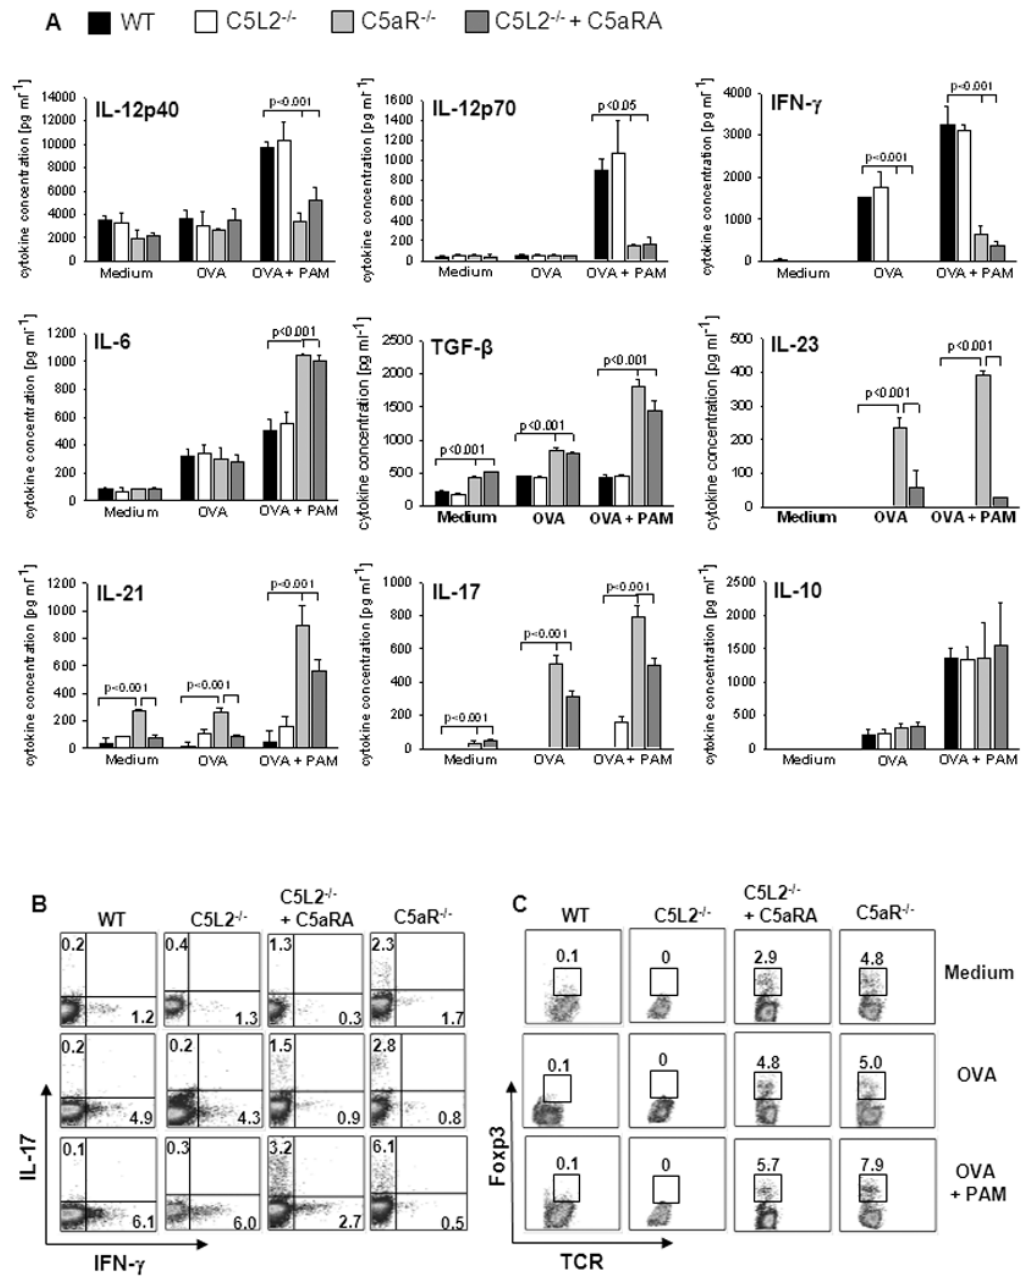 A WT C5L2-/- C5aR-/- C5L2-/- + C5aRA
IL-12p40
p<0.001
cytokine concentration [pg ml-1]
14000
12000
10000
8000
6000
4000
2000
0
Medium OVA OVA + PAM
IL-12p70
p<0.05
cytokine concentration [pg ml-1]
1600
1400
1200
1000
800
600
400
200
0
Medium OVA OVA + PAM
IFN-γ
p<0.001
p<0.001
cytokine concentration [pg ml-1]
4000
3000
2000
1000
0
Medium OVA OVA + PAM
IL-6
p<0.001
cytokine concentration [pg ml-1]
1200
1000
800
600
400
200
0
Medium OVA OVA + PAM
TGF-β
p<0.001
p<0.001
p<0.001
cytokine concentration [pg ml-1]
2500
2000
1500
1000
500
0
Medium OVA OVA + PAM
IL-23
p<0.001
p<0.001
cytokine concentration [pg ml-1]
500
400
300
200
100
0
Medium OVA OVA + PAM
IL-21
p<0.001
p<0.001
p<0.001
cytokine concentration [pg ml-1]
1200
1000
800
600
400
200
0
Medium OVA OVA + PAM
IL-17
p<0.001
p<0.001
p<0.001
cytokine concentration [pg ml-1]
1000
800
600
400
200
0
Medium OVA OVA + PAM
IL-10
cytokine concentration [pg ml-1]
2500
2000
1500
1000
500
0
Medium OVA OVA + PAM
B
WT C5L2-/- C5L2-/- + C5aRA C5aR-/-
0.2 0.4 1.3 2.3
1.2 1.3 0.3 1.7
0.2 0.2 1.5 2.8
4.9 4.3 0.9 0.8
0.1 0.3 3.2 6.1
6.1 6.0 2.7 0.5
IL-17
IFN-γ
C
WT C5L2-/- C5L2-/- + C5aRA C5aR-/-
0.1 0 2.9 4.8 Medium
0.1 0 4.8 5.0 OVA
0.1 0 5.7 7.9 OVA + PAM
Foxp3
TCR